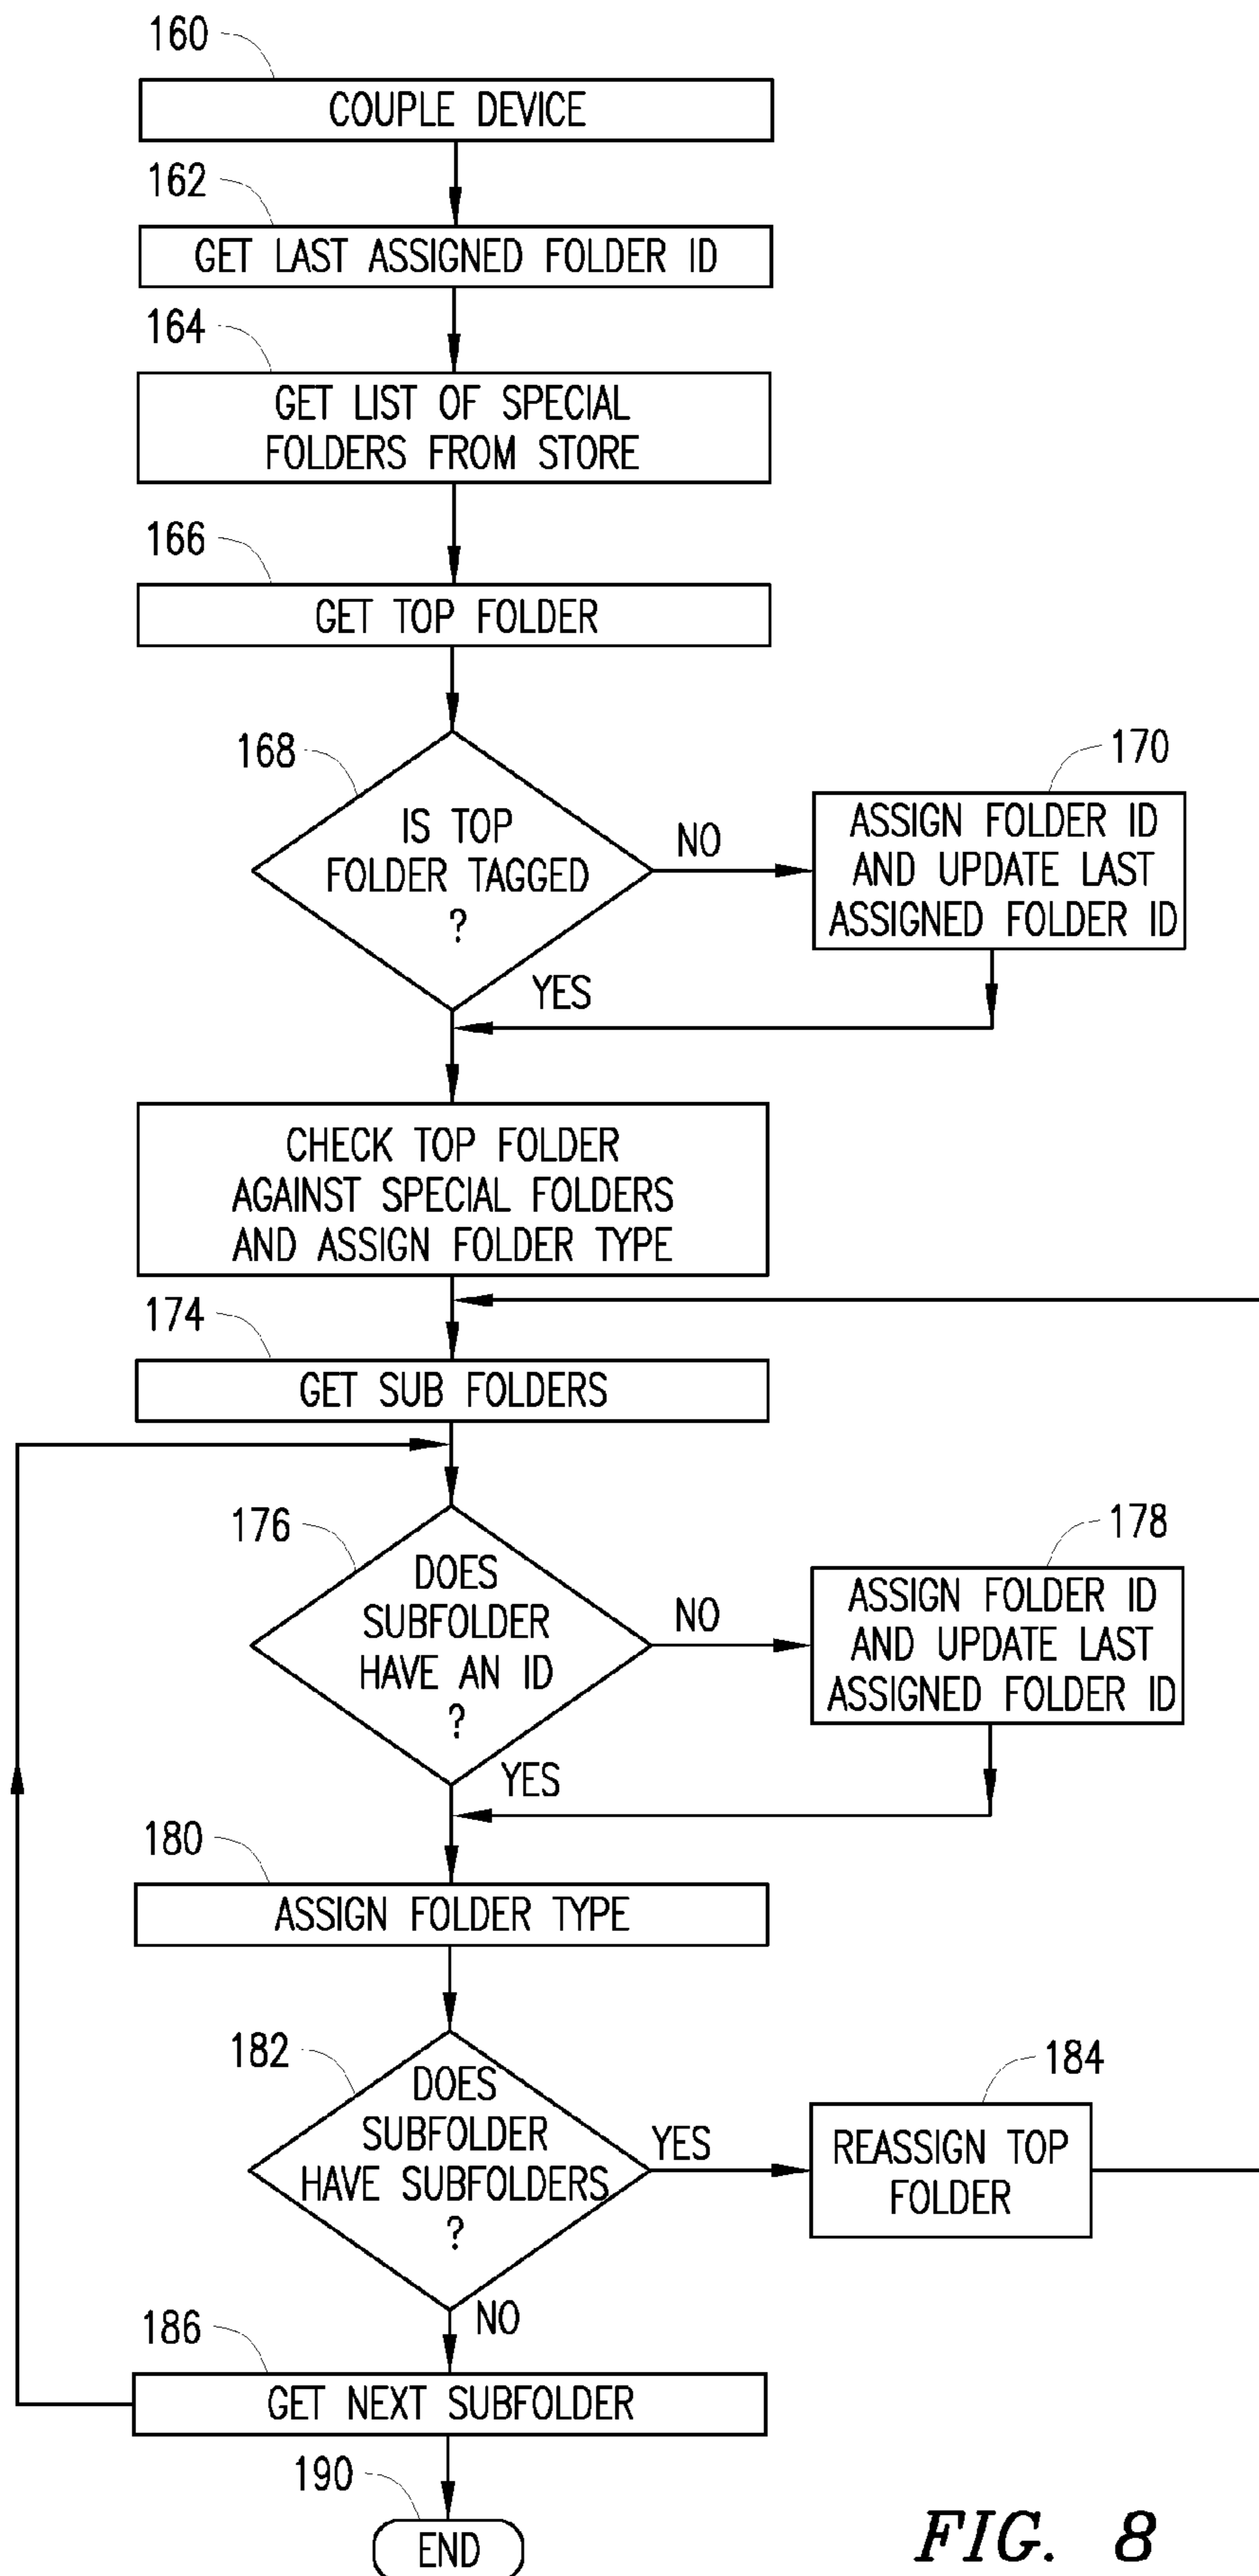 160
COUPLE DEVICE
162
GET LAST ASSIGNED FOLDER ID
164
GET LIST OF SPECIAL
FOLDERS FROM STORE
166
GET TOP FOLDER
168
IS TOP
FOLDER TAGGED
?
NO
170
ASSIGN FOLDER ID
AND UPDATE LAST
ASSIGNED FOLDER ID
YES
CHECK TOP FOLDER
AGAINST SPECIAL FOLDERS
AND ASSIGN FOLDER TYPE
174
GET SUB FOLDERS
176
DOES
SUBFOLDER
HAVE AN ID
?
NO
178
ASSIGN FOLDER ID
AND UPDATE LAST
ASSIGNED FOLDER ID
YES
180
ASSIGN FOLDER TYPE
182
DOES
SUBFOLDER
HAVE SUBFOLDERS
?
YES
184
REASSIGN TOP
FOLDER
NO
186
GET NEXT SUBFOLDER
190
END
FIG. 8